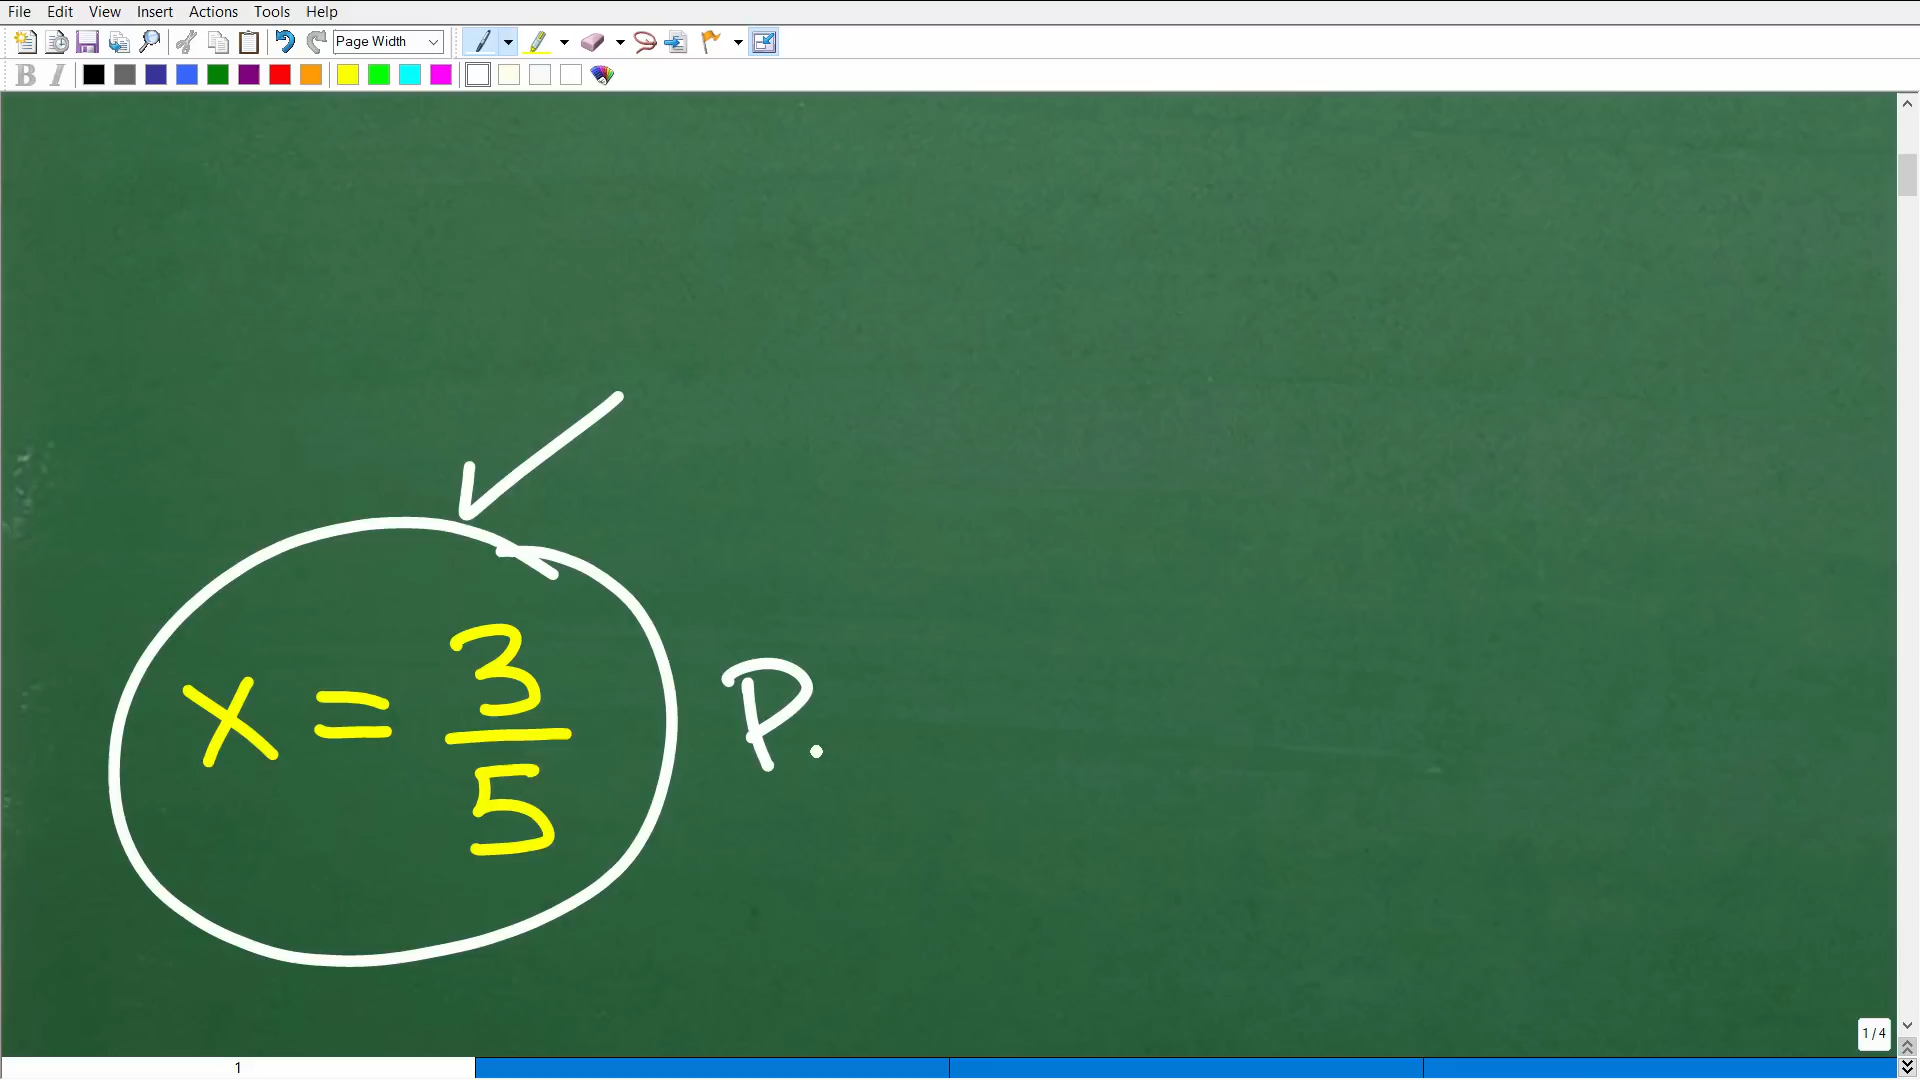 File Edit View Insert Actions Tools Help
Page Width
B I
x = 3/5 P
1 / 4
1